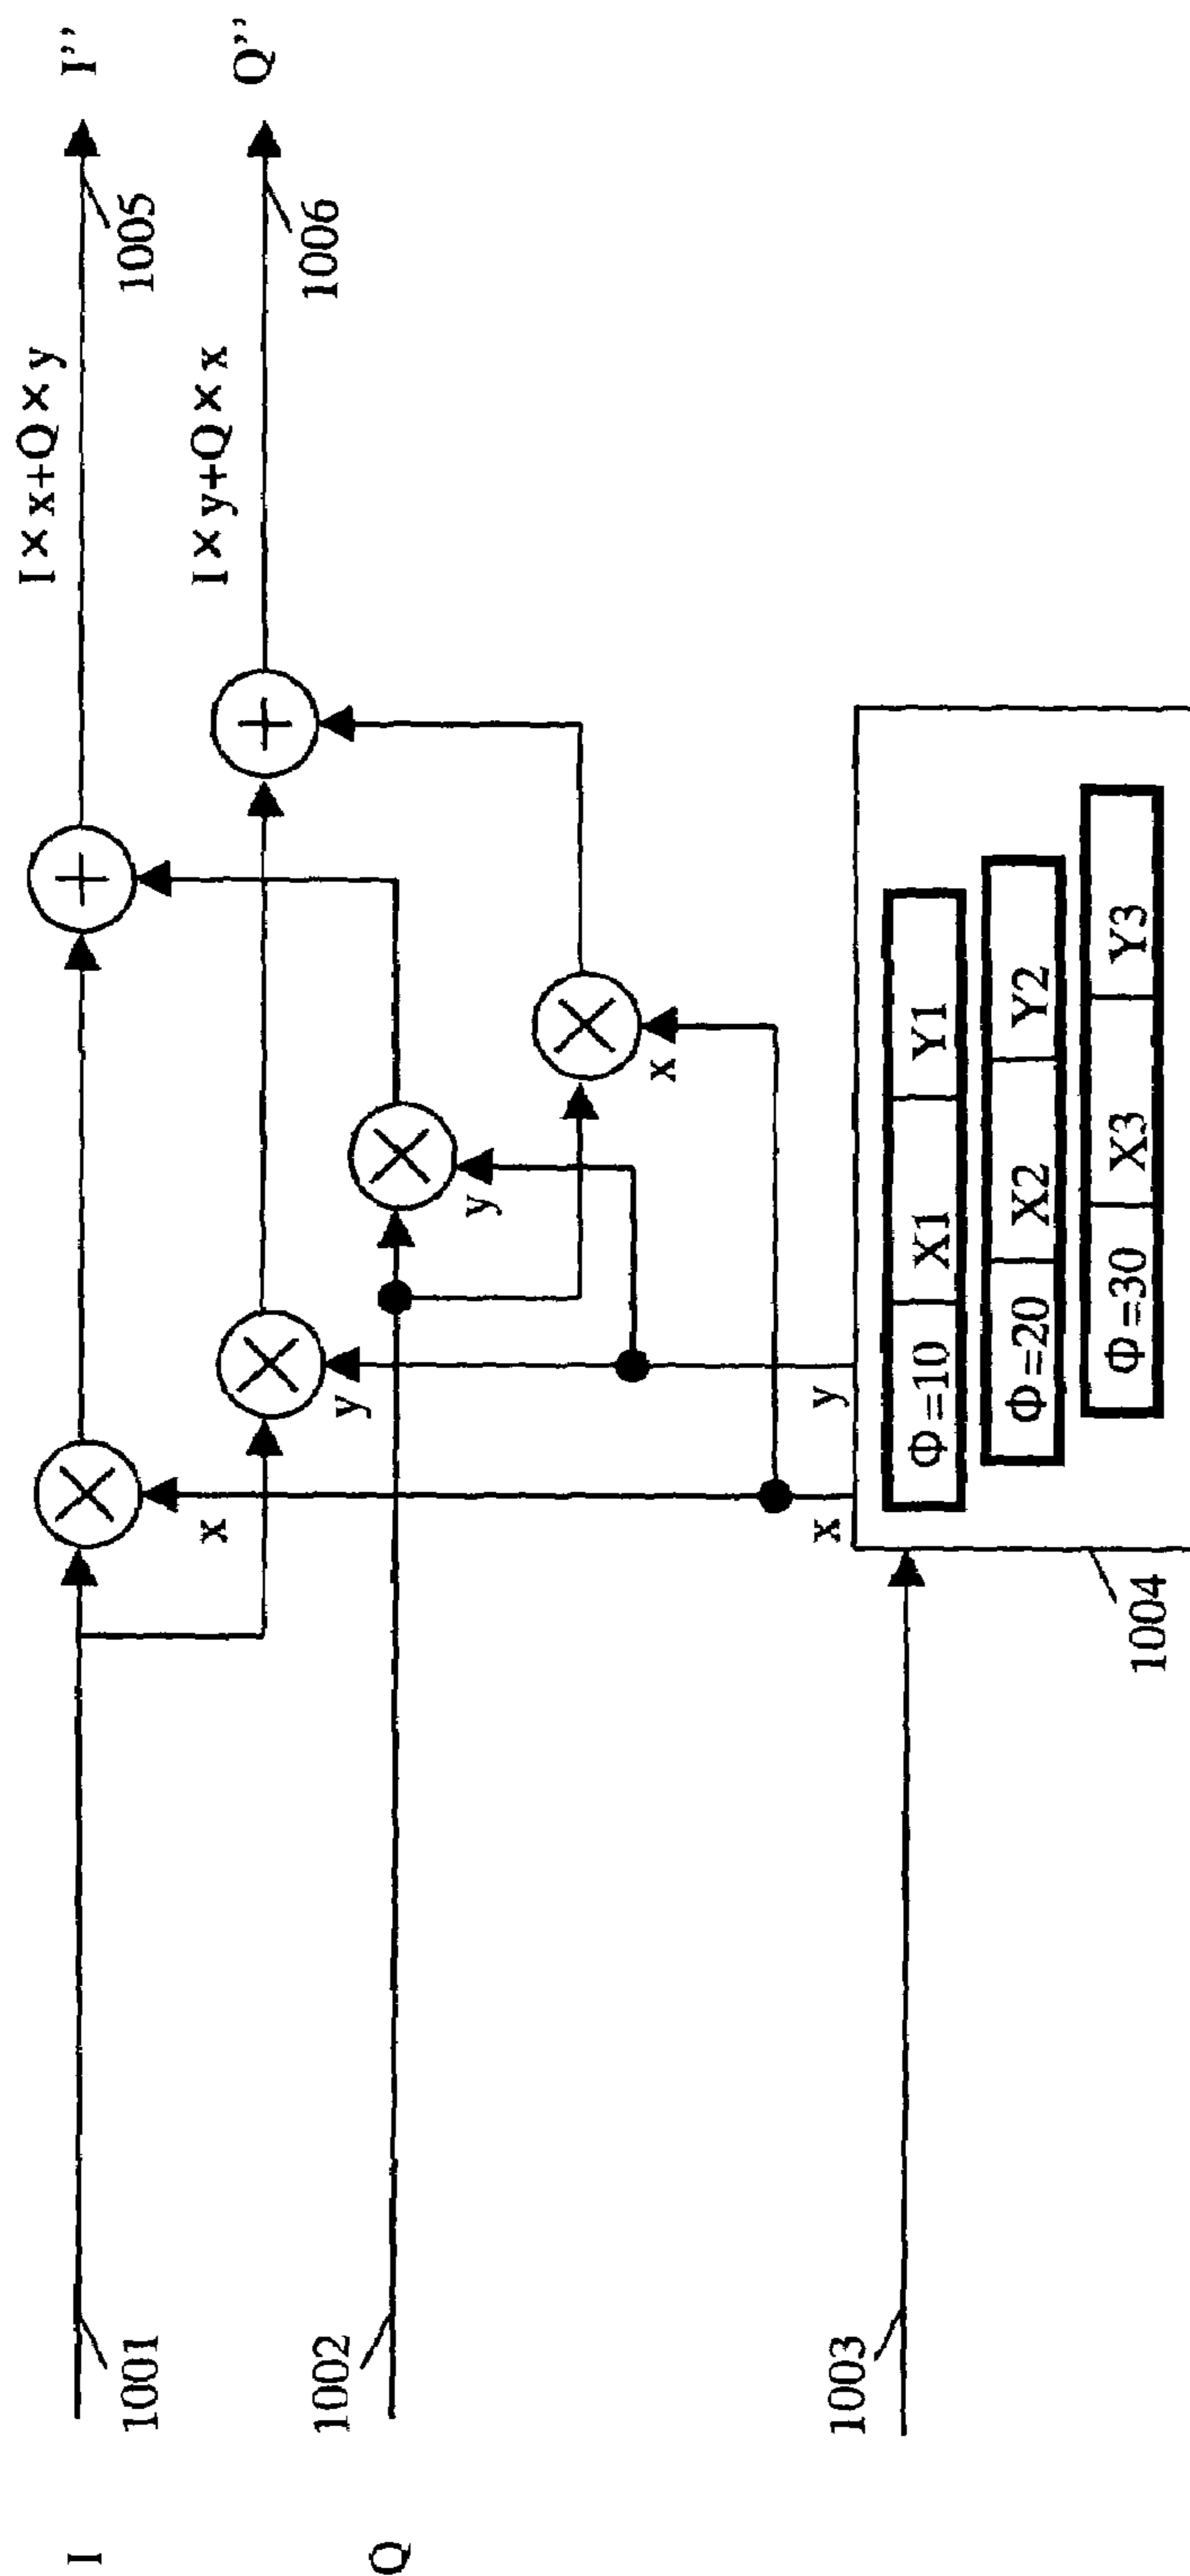 I
1001
Q
1002
1003
x
y
y
x
I×x+Q×y
I×y+Q×x
1005
I''
1006
Q''
x
y
1004
Φ=10 X1 Y1
Φ=20 X2 Y2
Φ=30 X3 Y3